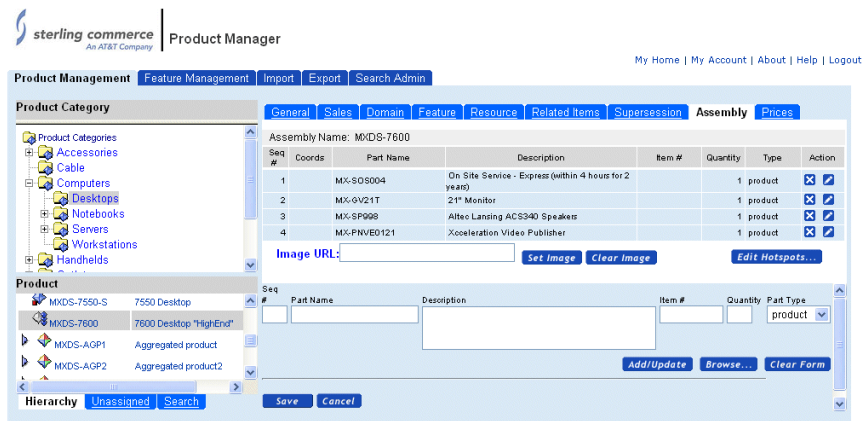 sterling commerce
An AT&T Company
Product Manager
My Home | My Account | About | Help | Logout
Product Management Feature Management Import Export Search Admin
Product Category
Product Categories
Accessories
Cable
Computers
Desktops
Notebooks
Servers
Workstations
Handhelds
Product
MXDS-7550-S 7550 Desktop
MXDS-7600 7600 Desktop "HighEnd"
MXDS-AGP1 Aggregated product
MXDS-AGP2 Aggregated product2
Hierarchy Unassigned Search
General Sales Domain Feature Resource Related Items Supersession Assembly Prices
Assembly Name: MXDS-7600
Seq # Coords Part Name Description Item # Quantity Type Action
1 MX-SOS004 On Site Service - Express (within 4 hours for 2
years) 1 product
2 MX-GV21T 21" Monitor 1 product
3 MX-SP998 Altec Lansing ACS340 Speakers 1 product
4 MX-PNVE0121 Xcceleration Video Publisher 1 product
Image URL: Set Image Clear Image Edit Hotspots...
Seq
# Part Name Description Item # Quantity Part Type
product
Add/Update Browse... Clear Form
Save Cancel